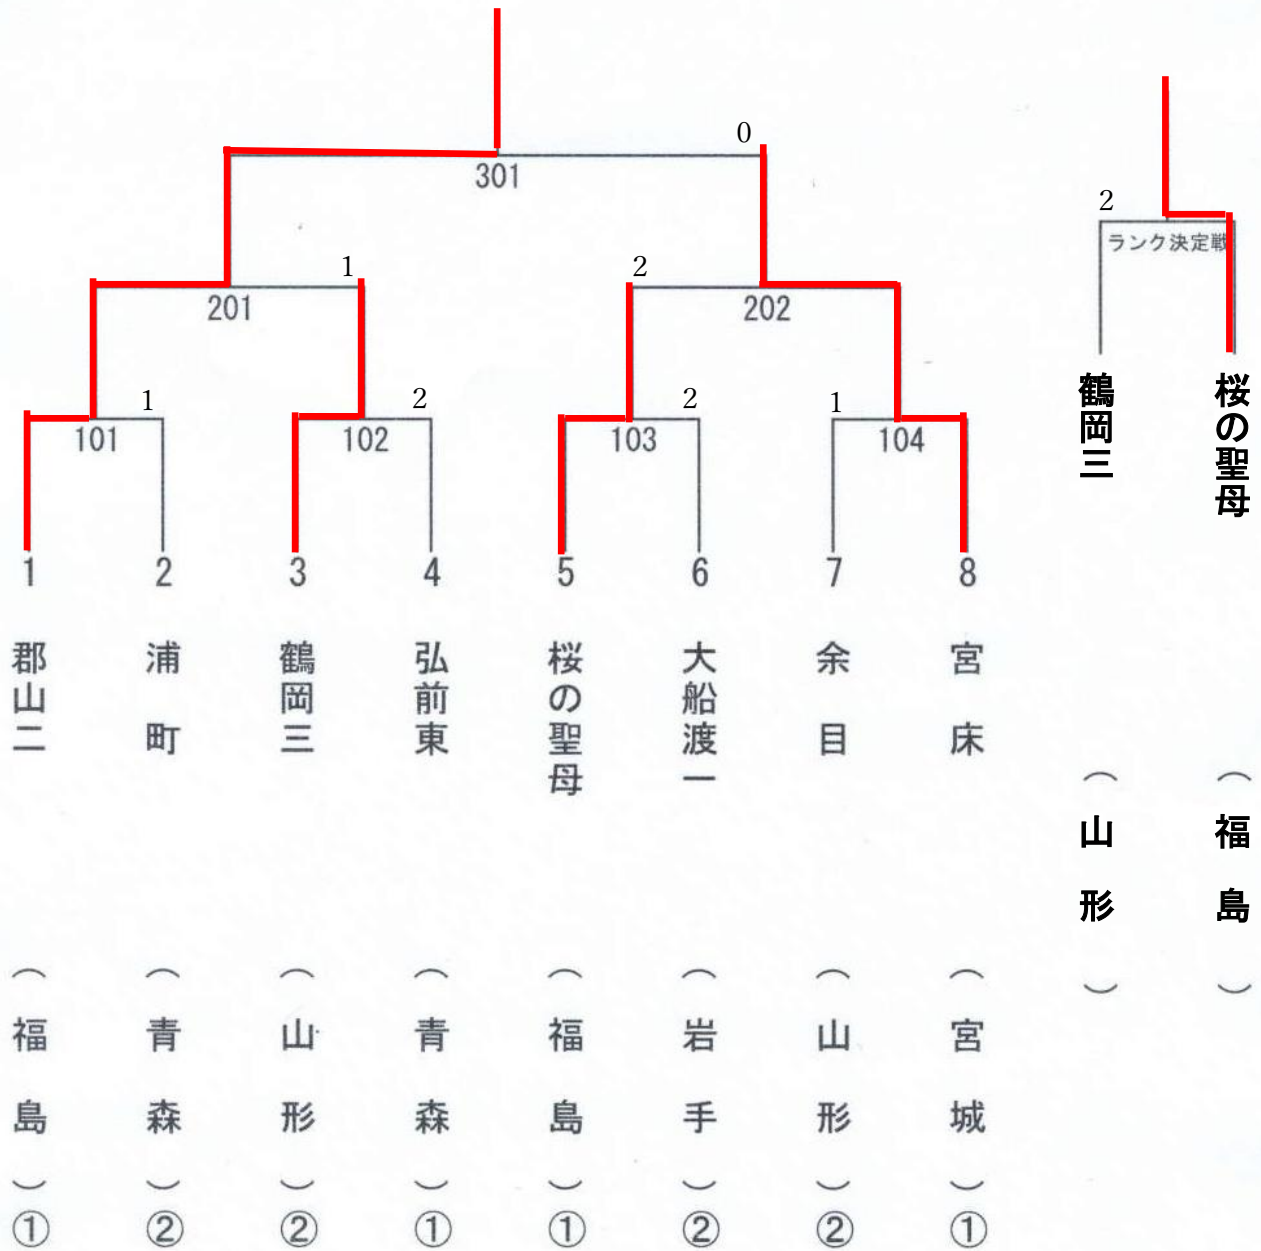 0
301
2
ランク決定戦
1
2
201
202
1
2
2
1
101
102
103
104
鶴岡三
桜の聖母
1
2
3
4
5
6
7
8
郡山二
浦町
鶴岡三
弘前東
桜の聖母
大船渡一
余目
宮床
（山形）
（福島）
（福島）①
（青森）②
（山形）②
（青森）①
（福島）①
（岩手）②
（山形）②
（宮城）①